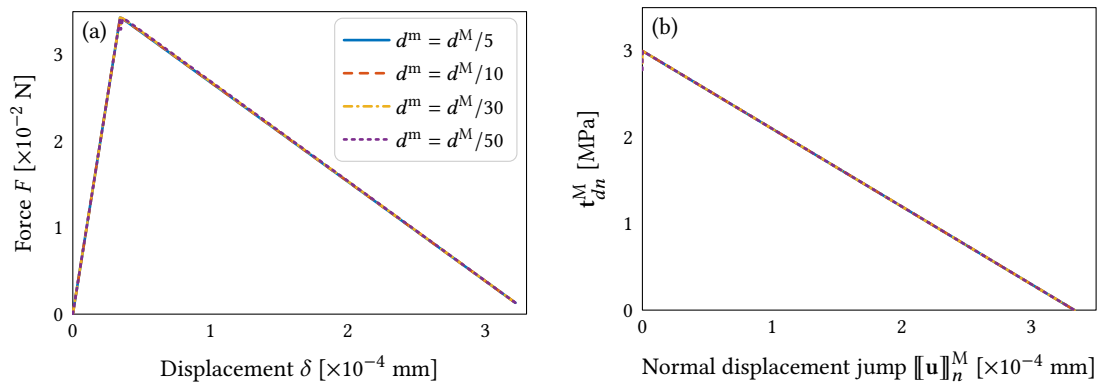 (a)
dᵐ = dᴹ/5
dᵐ = dᴹ/10
dᵐ = dᴹ/30
dᵐ = dᴹ/50
Force F [×10⁻² N]
3
2
1
0
0 1 2 3
Displacement δ [×10⁻⁴ mm]
(b)
t_{dn}^{M} [MPa]
3
2
1
0
0 1 2 3
Normal displacement jump ⟦u⟧_{n}^{M} [×10⁻⁴ mm]